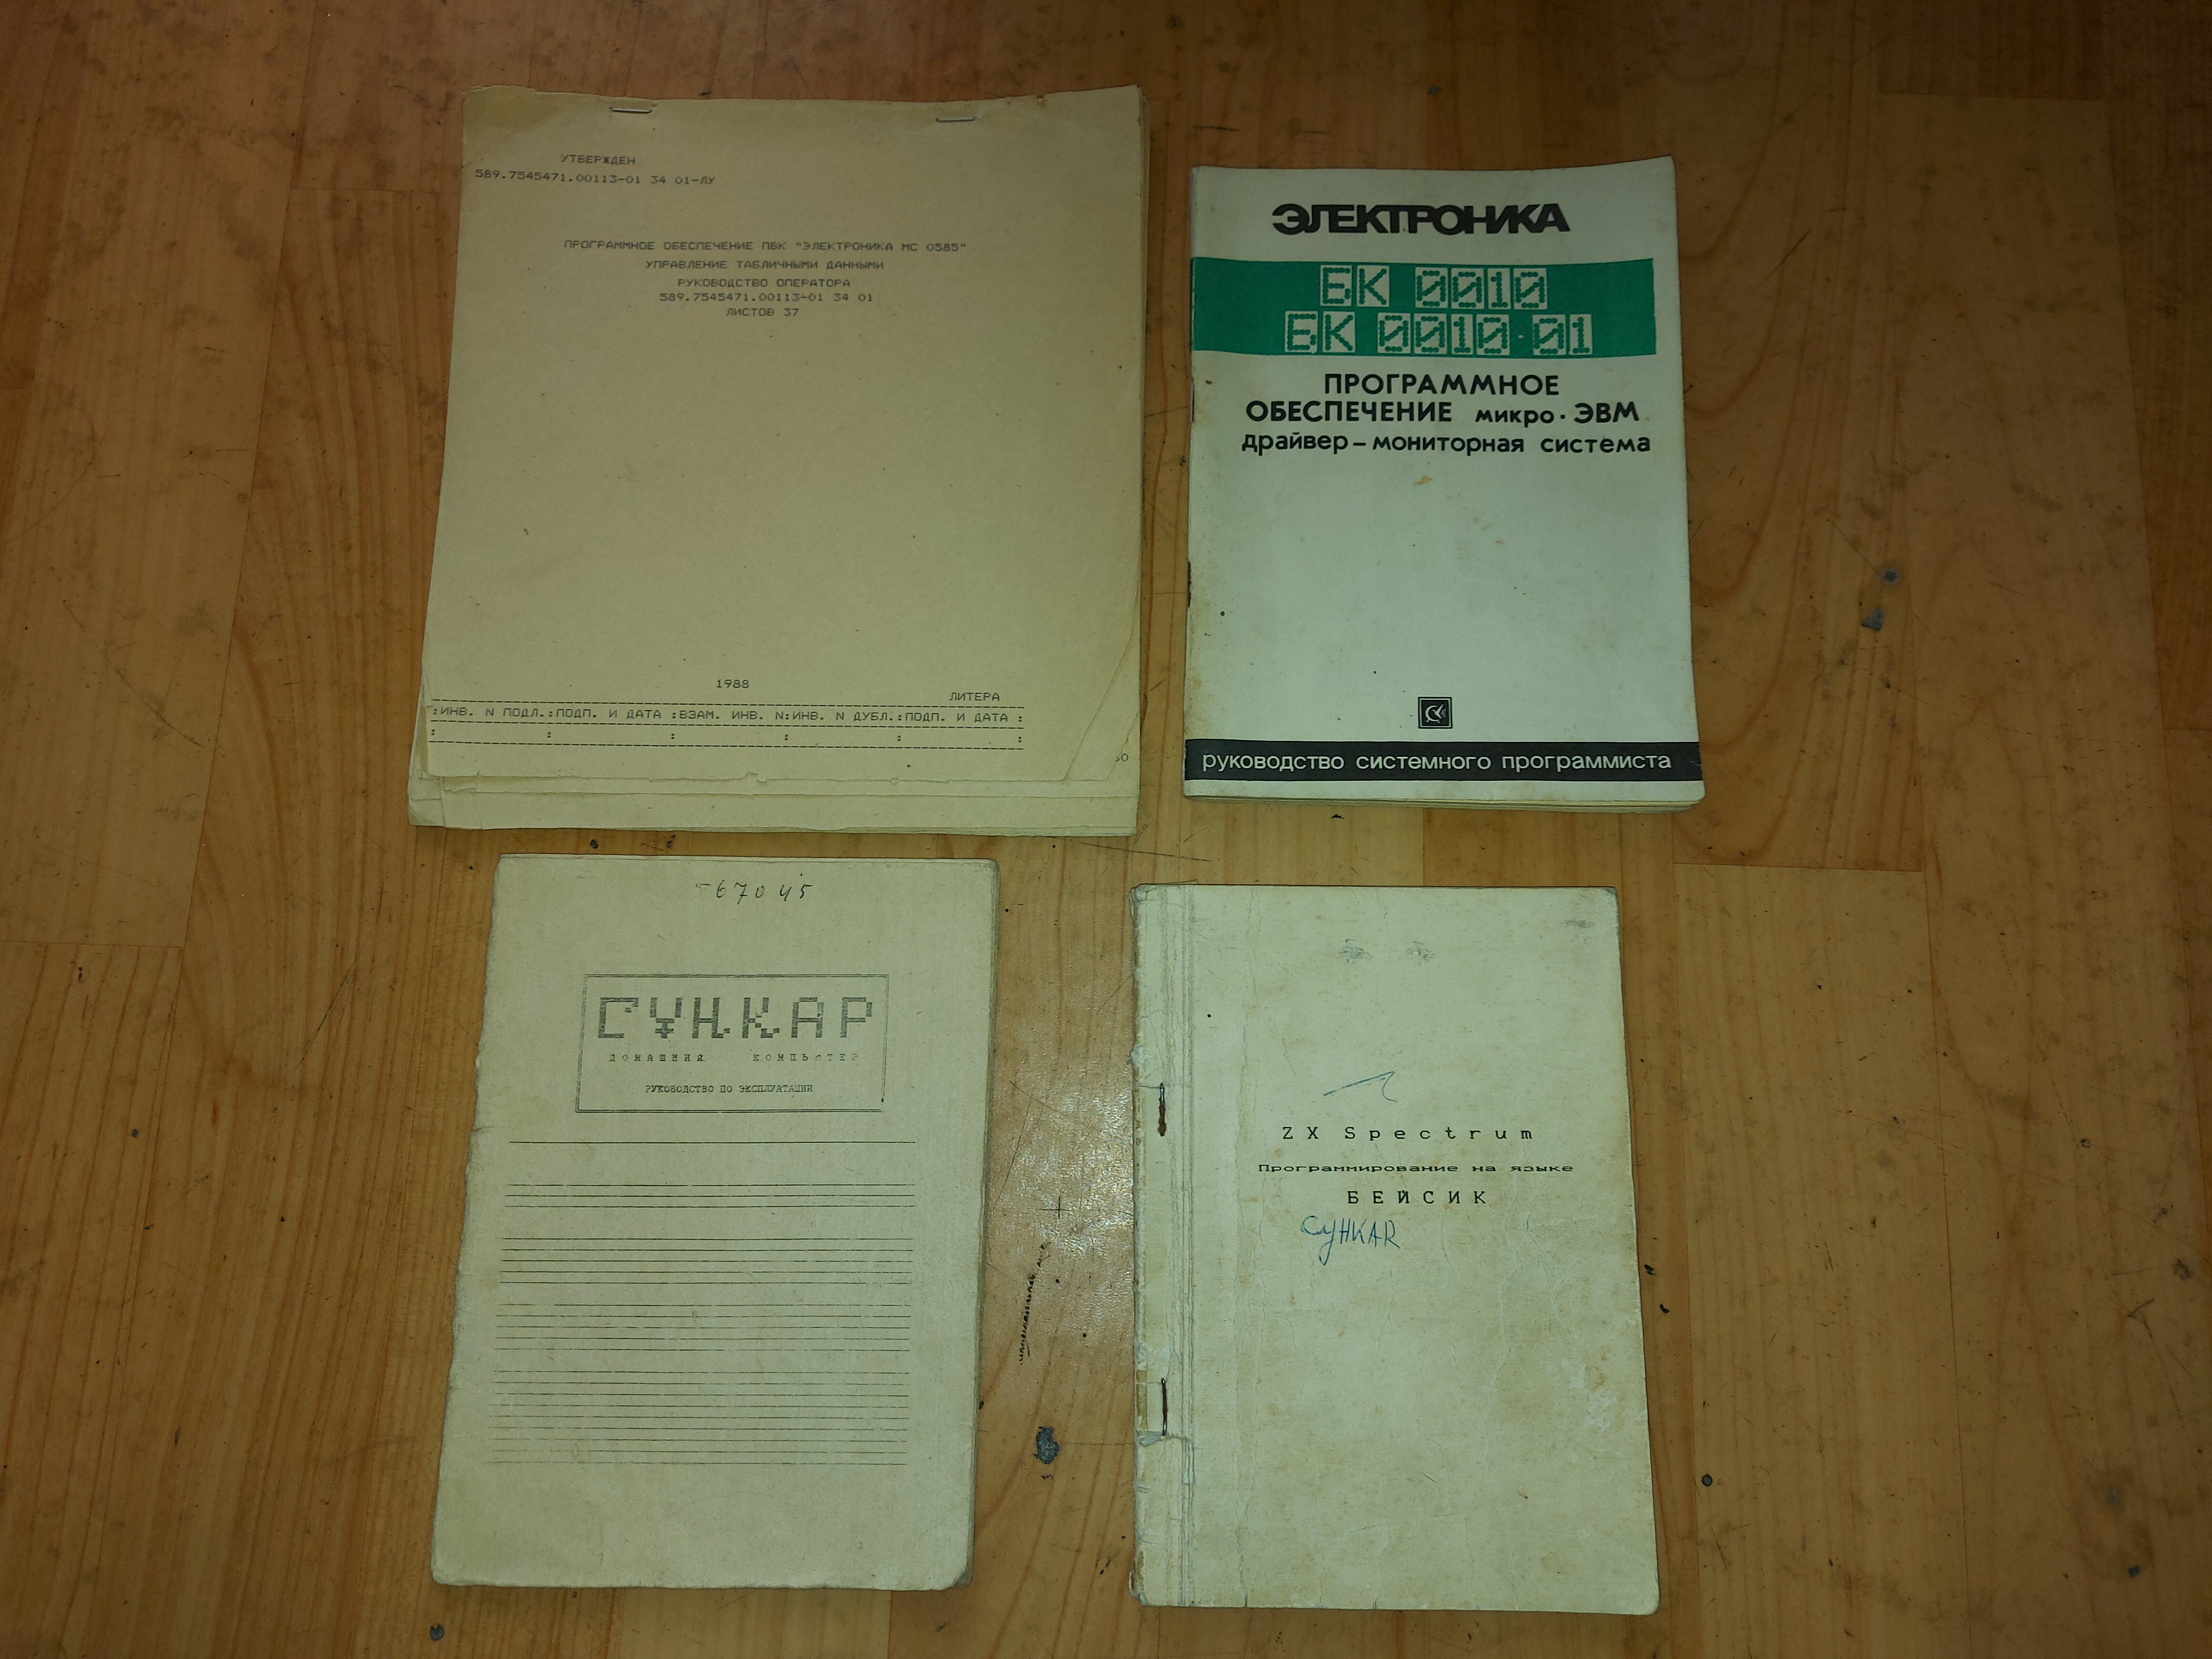 УТВЕРЖДЕН
589.7545471.00113-01 34 01-ЛУ
ПРОГРАММНОЕ ОБЕСПЕЧЕНИЕ ПВК "ЭЛЕКТРОНИКА МС 0585"
УПРАВЛЕНИЕ ТАБЛИЧНЫМИ ДАННЫМИ
РУКОВОДСТВО ОПЕРАТОРА
589.7545471.00113-01 34 01
ЛИСТОВ 37
1988
ЛИТЕРА
:ИНВ. N ПОДЛ.:ПОДП. И ДАТА :ВЗАМ. ИНВ. N:ИНВ. N ДУБЛ.:ПОДП. И ДАТА :
ЭЛЕКТРОНИКА
БК 0010
БК 0010-01
ПРОГРАММНОЕ
ОБЕСПЕЧЕНИЕ микро-ЭВМ
драйвер – мониторная система
руководство системного программиста
567045
СҰҢҚАР
ДОМАШНИЙ КОМПЬЮТЕР
РУКОВОДСТВО ПО ЭКСПЛУАТАЦИИ
ZX Spectrum
Программирование на языке
БЕЙСИК
СУНКАR